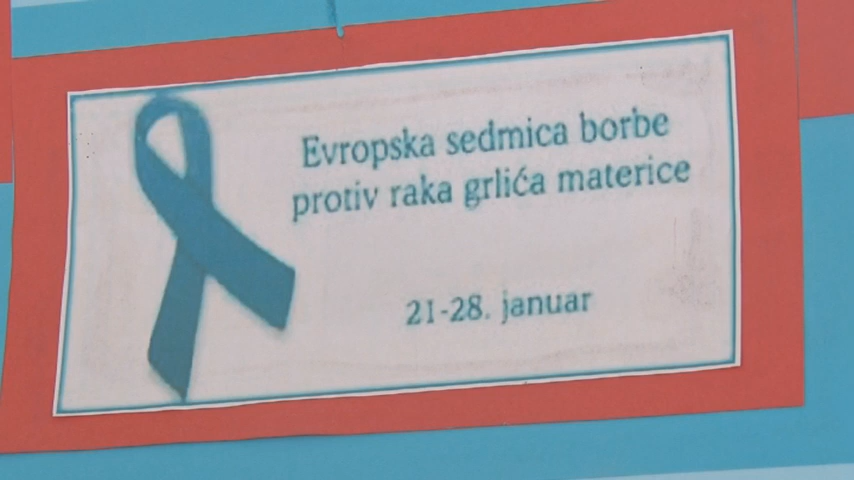 Evropska sedmica borbe
protiv raka grlića materice
21-28. januar